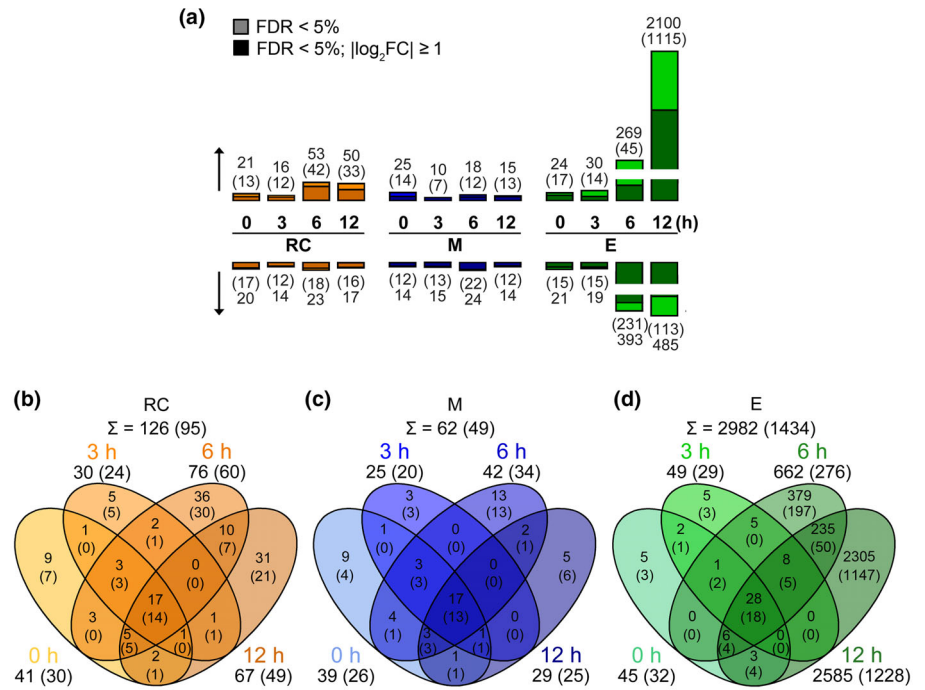 (a)
FDR < 5%
FDR < 5%; |log₂FC| ≥ 1
21 16 53 50 25 10 18 15 24 30 269 2100
(13) (12) (42) (33) (14) (7) (12) (13) (17) (14) (45) (1115)
0 3 6 12 0 3 6 12 0 3 6 12 (h)
RC M E
(17) (12) (18) (16) (12) (13) (22) (12) (15) (15) (231) (113)
20 14 23 17 14 15 24 14 21 19 393 485
(b) RC
Σ = 126 (95)
3 h 6 h
30 (24) 76 (60)
5 36
(5) (30)
1 2 10
(0) (1) (7)
9 3 0 31
(7) (3) (0) (21)
17
(14)
3 1
(0) (1)
5 1
(5) (0)
2
(1)
0 h 12 h
41 (30) 67 (49)
(c) M
Σ = 62 (49)
3 h 6 h
25 (20) 42 (34)
3 13
(3) (13)
1 0 2
(0) (0) (1)
9 3 0 5
(4) (3) (0) (6)
17
(13)
4 0
(1) (0)
3 1
(3) (1)
1
(1)
0 h 12 h
39 (26) 29 (25)
(d) E
Σ = 2982 (1434)
3 h 6 h
49 (29) 662 (276)
5 379
(3) (197)
2 5 235
(1) (0) (50)
5 1 8 2305
(3) (2) (5) (1147)
28
(18)
0 0
(0) (0)
6 0
(4) (0)
3
(4)
0 h 12 h
45 (32) 2585 (1228)